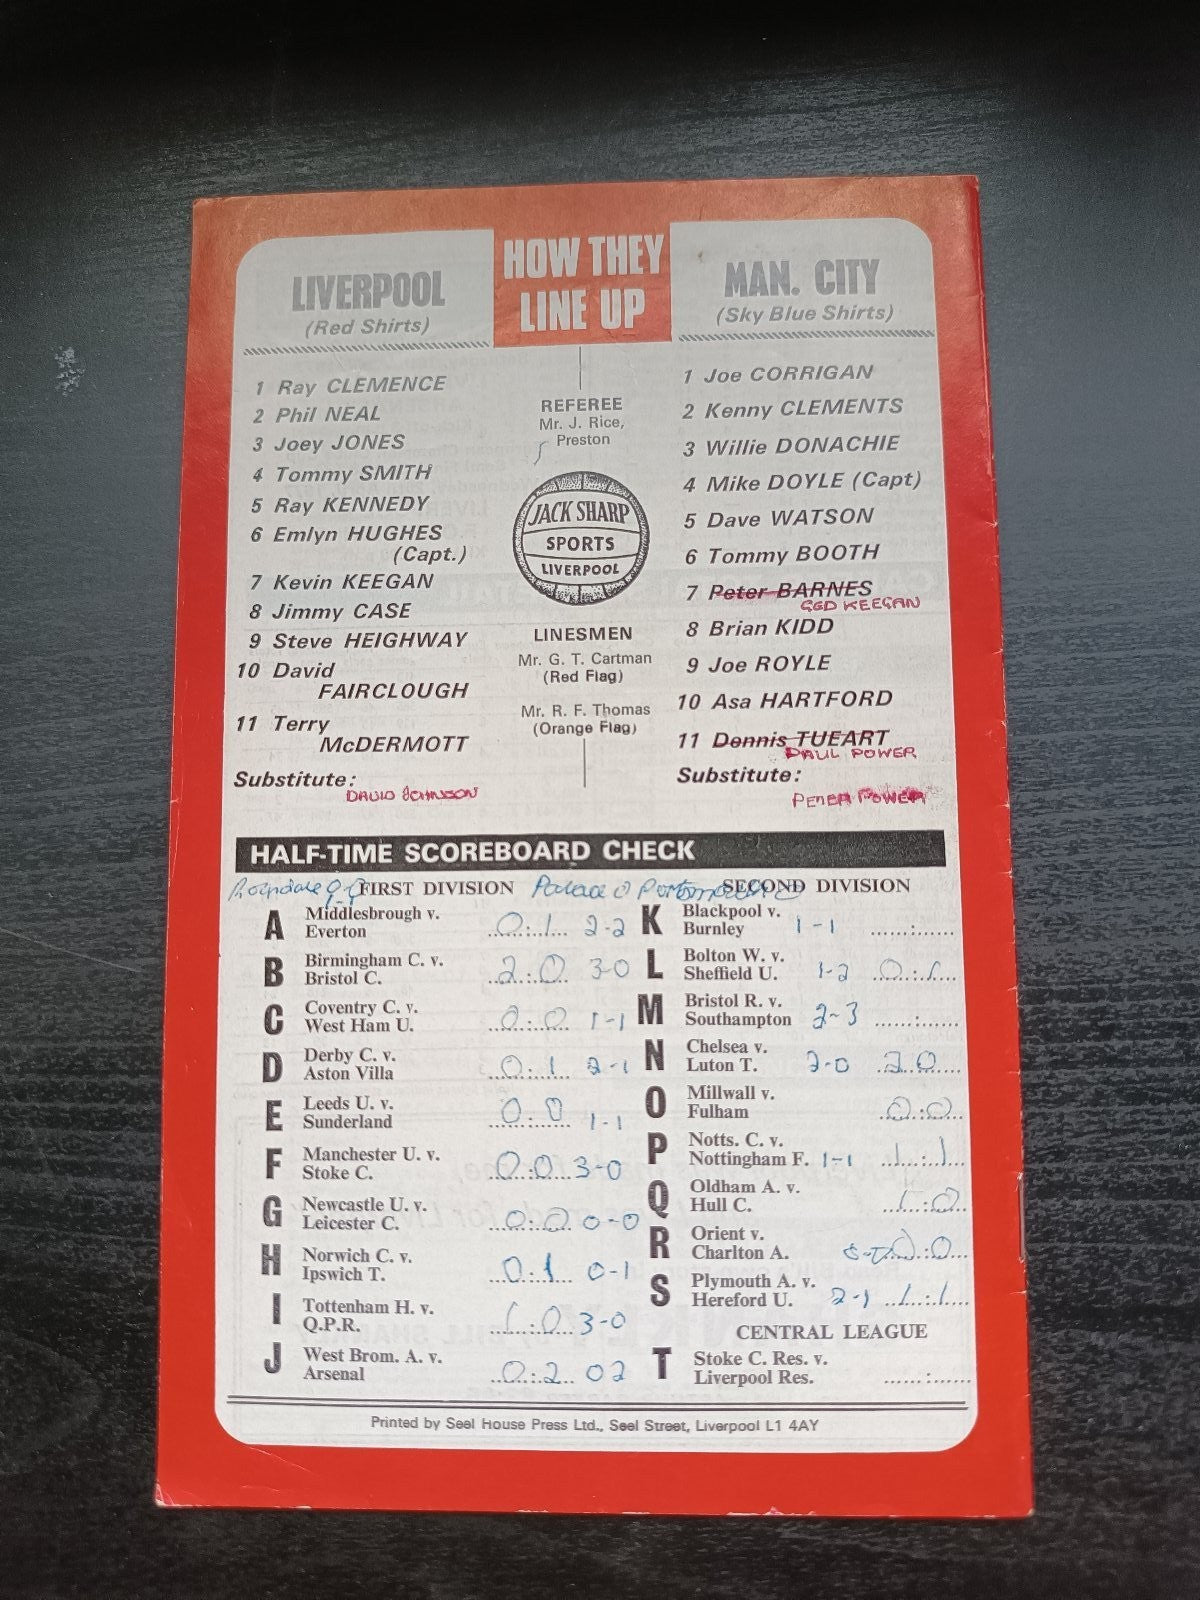 HOW THEY
LINE UP
LIVERPOOL
(Red Shirts)
1 Ray CLEMENCE
2 Phil NEAL
3 Joey JONES
4 Tommy SMITH
5 Ray KENNEDY
6 Emlyn HUGHES
(Capt.)
7 Kevin KEEGAN
8 Jimmy CASE
9 Steve HEIGHWAY
10 David
FAIRCLOUGH
11 Terry
McDERMOTT
Substitute:
DAVID JOHNSON
REFEREE
Mr. J. Rice,
Preston
JACK SHARP
SPORTS
LIVERPOOL
LINESMEN
Mr. G. T. Cartman
(Red Flag)
Mr. R. F. Thomas
(Orange Flag)
MAN. CITY
(Sky Blue Shirts)
1 Joe CORRIGAN
2 Kenny CLEMENTS
3 Willie DONACHIE
4 Mike DOYLE (Capt)
5 Dave WATSON
6 Tommy BOOTH
7 Peter BARNES
GED KEEGAN
8 Brian KIDD
9 Joe ROYLE
10 Asa HARTFORD
11 Dennis TUEART
PAUL POWER
Substitute:
POWER
HALF-TIME SCOREBOARD CHECK
FIRST DIVISION
A Middlesbrough v.
Everton 0:1 2-2
B Birmingham C. v.
Bristol C. 2:0 3-0
C Coventry C. v.
West Ham U. 0:0 1-1
D Derby C. v.
Aston Villa 0:1 2-1
E Leeds U. v.
Sunderland 0:0 1-1
F Manchester U. v.
Stoke C. 0:0 3-0
G Newcastle U. v.
Leicester C. 0:0 0-0
H Norwich C. v.
Ipswich T. 0:1 0-1
I Tottenham H. v.
Q.P.R. 1:0 3-0
J West Brom. A. v.
Arsenal 0:2 0 2
SECOND DIVISION
K Blackpool v.
Burnley 1-1 ......:......
L Bolton W. v.
Sheffield U. 1-2 0:1
M Bristol R. v.
Southampton 2-3 ......:......
N Chelsea v.
Luton T. 2-0 2:0
O Millwall v.
Fulham 0:0
P Notts. C. v.
Nottingham F. 1-1 1:1
Q Oldham A. v.
Hull C. 1:0
R Orient v.
Charlton A. 0:0
S Plymouth A. v.
Hereford U. 2-1 1:1
CENTRAL LEAGUE
T Stoke C. Res. v.
Liverpool Res. ......:......
Printed by Seel House Press Ltd., Seel Street, Liverpool L1 4AY